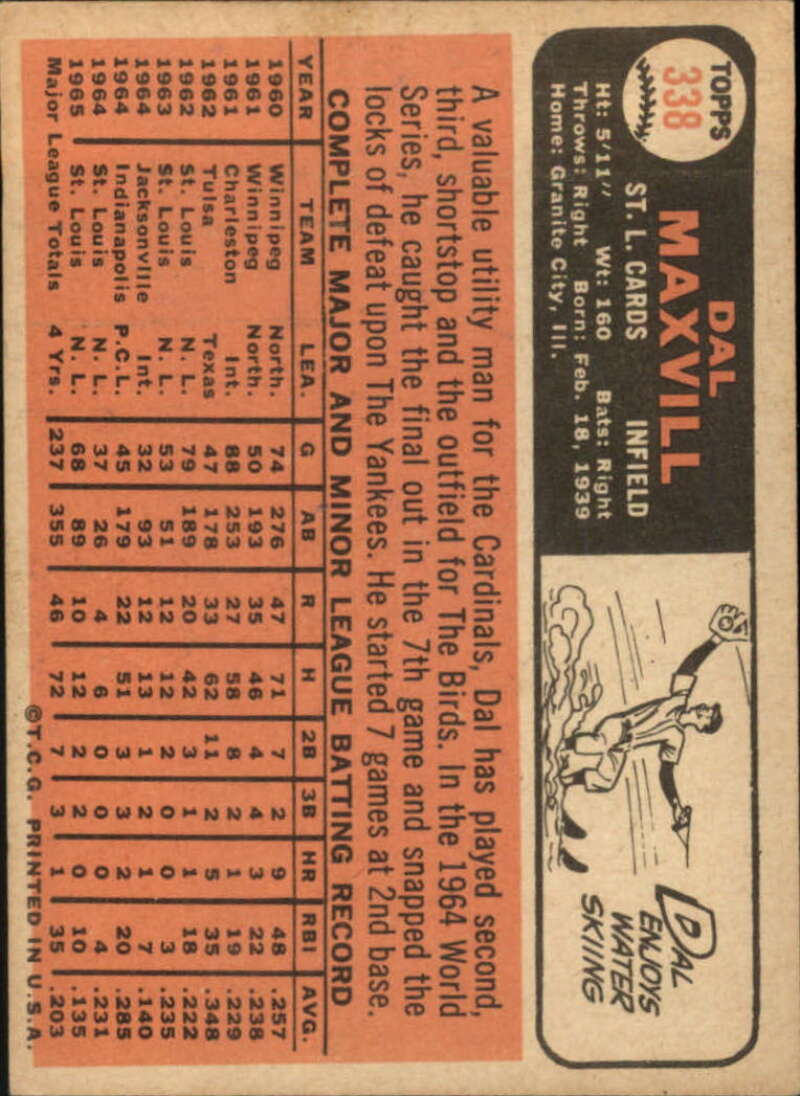 TOPPS
338
DAL
MAXVILL
ST. L. CARDS INFIELD
Ht: 5'11" Wt: 160 Bats: Right
Throws: Right Born: Feb. 18, 1939
Home: Granite City, Ill.
DAL
ENJOYS
WATER
SKIING
A valuable utility man for the Cardinals, Dal has played second,
third, shortstop and the outfield for The Birds. In the 1964 World
Series, he caught the final out in the 7th game and snapped the
locks of defeat upon The Yankees. He started 7 games at 2nd base.
COMPLETE MAJOR AND MINOR LEAGUE BATTING RECORD
YEAR TEAM LEA. G AB R H 2B 3B HR RBI AVG.
1960 Winnipeg North. 74 276 47 71 7 2 9 48 .257
1961 Winnipeg North. 50 193 35 46 4 4 3 22 .238
1961 Charleston Int. 88 253 27 58 8 2 1 19 .229
1962 Tulsa Texas 47 178 33 62 11 2 5 35 .348
1962 St. Louis N. L. 79 189 20 42 3 1 1 18 .222
1963 St. Louis N. L. 53 51 12 12 2 0 0 3 .235
1964 Jacksonville Int. 32 93 12 13 1 2 1 7 .140
1964 Indianapolis P.C.L. 45 179 22 51 3 3 2 20 .285
1964 St. Louis N. L. 37 26 4 6 0 0 0 4 .231
1965 St. Louis N. L. 68 89 10 12 2 2 0 10 .135
Major League Totals 4 Yrs. 237 355 46 72 7 3 1 35 .203
©T.C.G. PRINTED IN U.S.A.